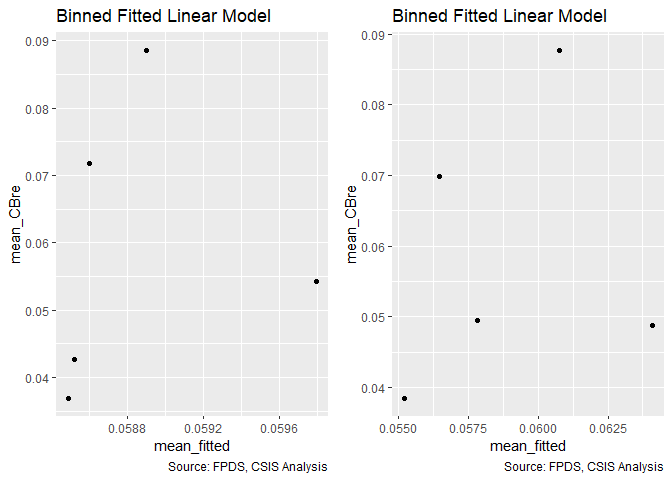 Binned Fitted Linear Model
0.09
0.08
0.07
0.06
0.05
0.04
mean_CBre
0.0588
0.0592
0.0596
mean_fitted
Source: FPDS, CSIS Analysis
Binned Fitted Linear Model
0.09
0.08
0.07
0.06
0.05
0.04
mean_CBre
0.0550
0.0575
0.0600
0.0625
mean_fitted
Source: FPDS, CSIS Analysis